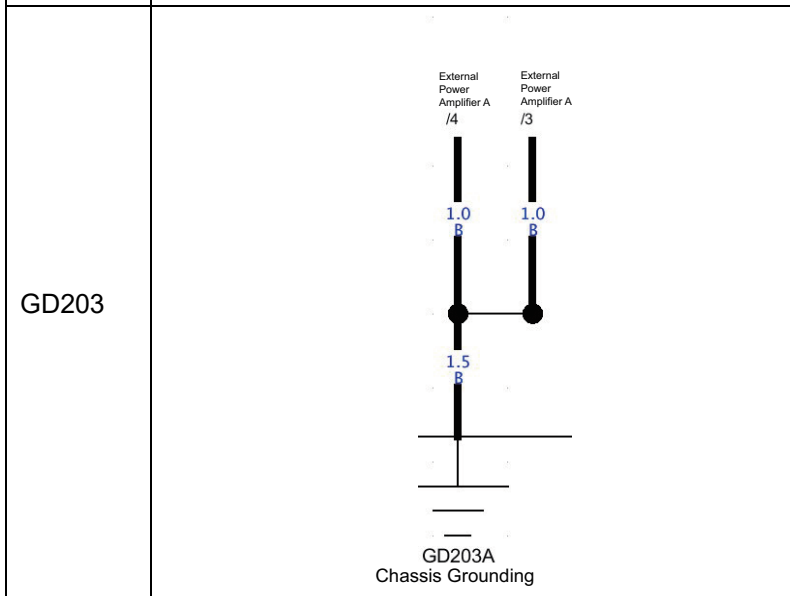 External
Power
Amplifier A
/4
External
Power
Amplifier A
/3
1.0
B
1.0
B
GD203
1.5
B
GD203A
Chassis Grounding